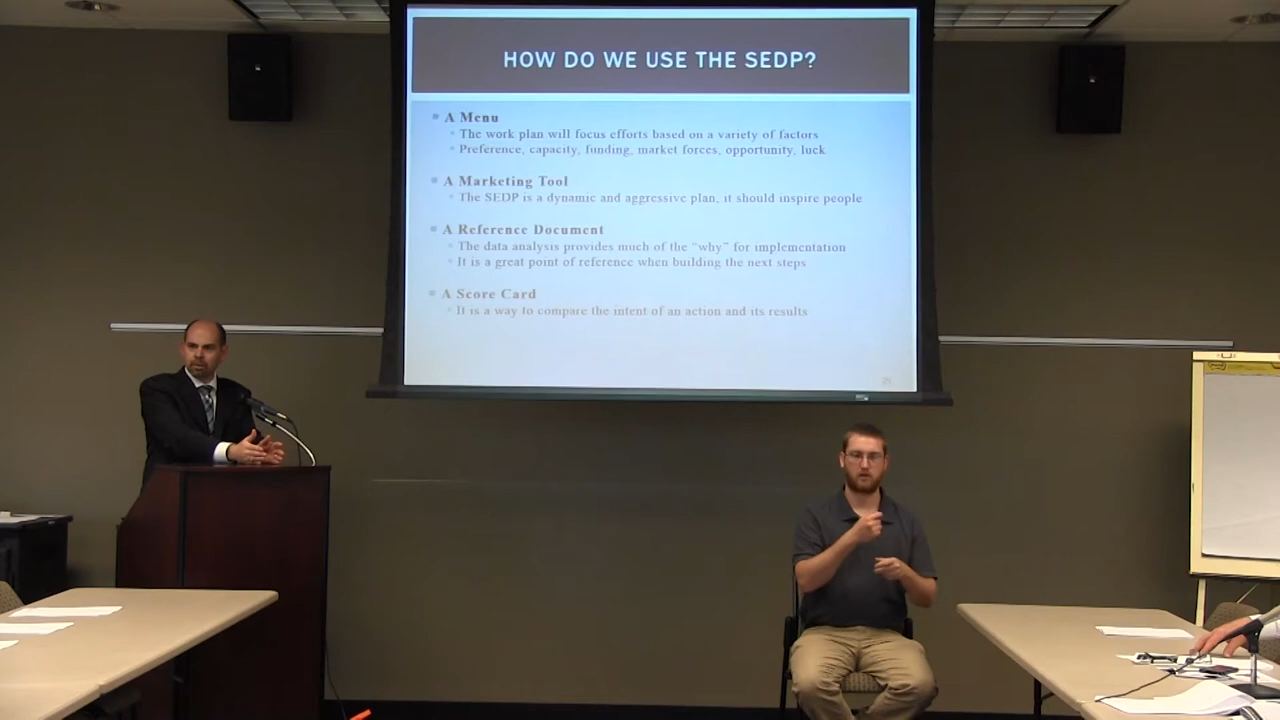 HOW DO WE USE THE SEDP?
A Menu
The work plan will focus efforts based on a variety of factors
Preference, capacity, funding, market forces, opportunity, luck
A Marketing Tool
The SEDP is a dynamic and aggressive plan, it should inspire people
A Reference Document
The data analysis provides much of the “why” for implementation
It is a great point of reference when building the next steps
A Score Card
It is a way to compare the intent of an action and its results